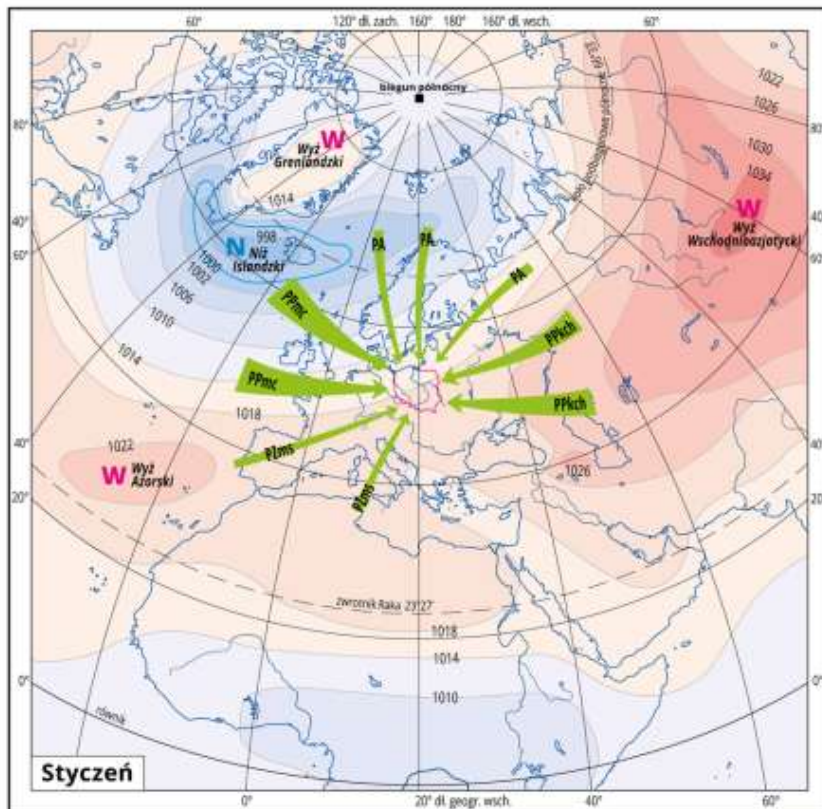 60° 120° dł. zach. 160° 180° 160° dł. wsch. 60°
biegun północny
1022
1026
80° 80°
1030
1034
W
Wyż
Grenlandzki
1014
W
Wyż
Wschodnioazjatycki
40° 40°
60° 60°
998
N Niż
Islandzki
1000
1002
1006
1010
1014
PA
PA
PA
PPmc
PPkch
PPmc
PPkch
1018
PZms
PZms
1022
W Wyż
Azorski
1026
40° 40°
20° 20°
zwrotnik Raka 23°27
1018
1014
1010
0° 0°
równik
Styczeń
0° 20° dł. geogr. wsch. 40° 60°